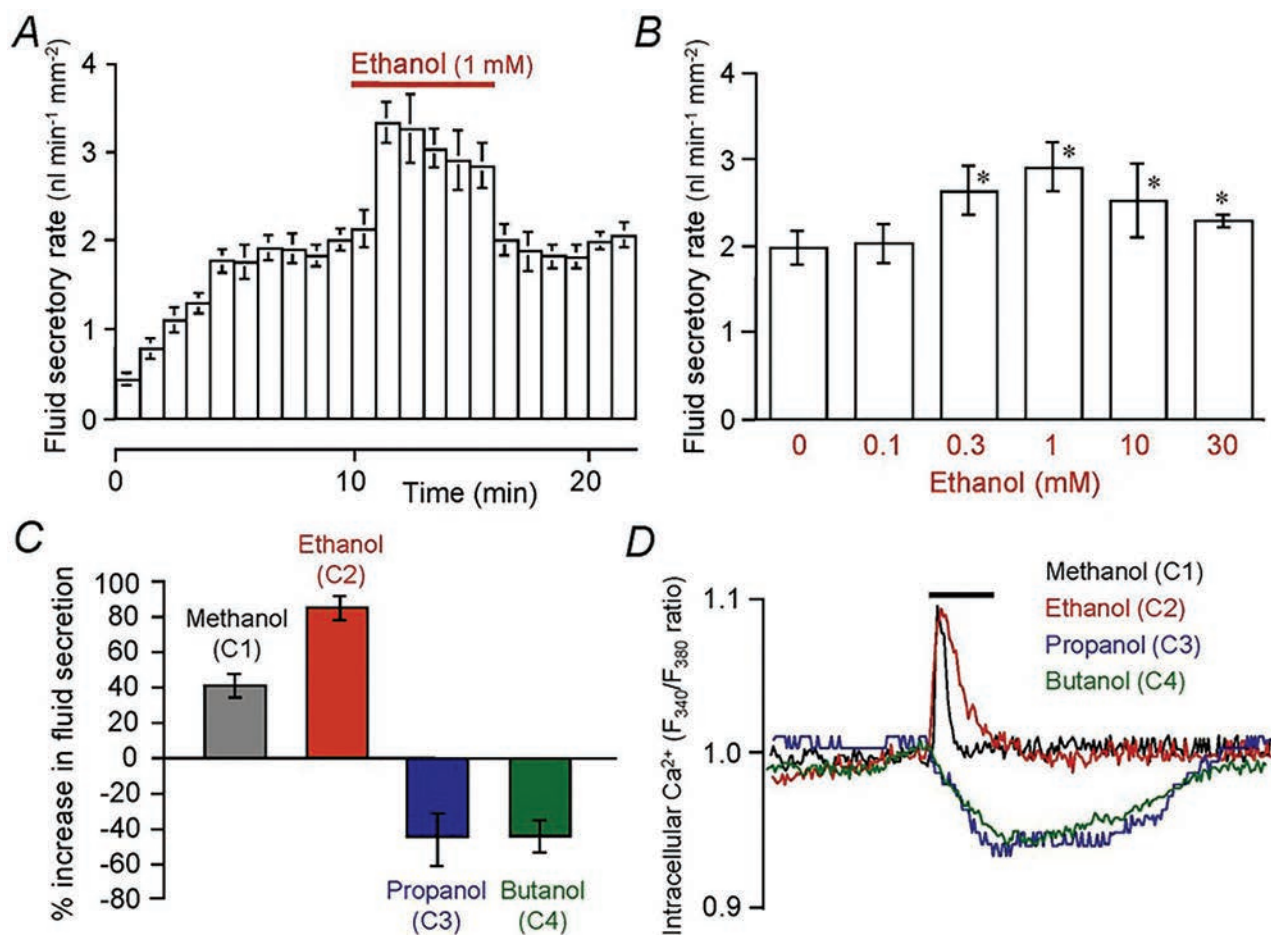 A
Fluid secretory rate (nl min⁻¹ mm⁻²)
4
3
2
1
0
Ethanol (1 mM)
0 10 20
Time (min)
B
Fluid secretory rate (nl min⁻¹ mm⁻²)
4
3
2
1
0
* * * *
0 0.1 0.3 1 10 30
Ethanol (mM)
C
% increase in fluid secretion
100
80
60
40
20
0
-20
-40
-60
-80
Methanol
(C1)
Ethanol
(C2)
Propanol
(C3)
Butanol
(C4)
D
Intracellular Ca²⁺ (F₃₄₀/F₃₈₀ ratio)
1.1
1.0
0.9
Methanol (C1)
Ethanol (C2)
Propanol (C3)
Butanol (C4)